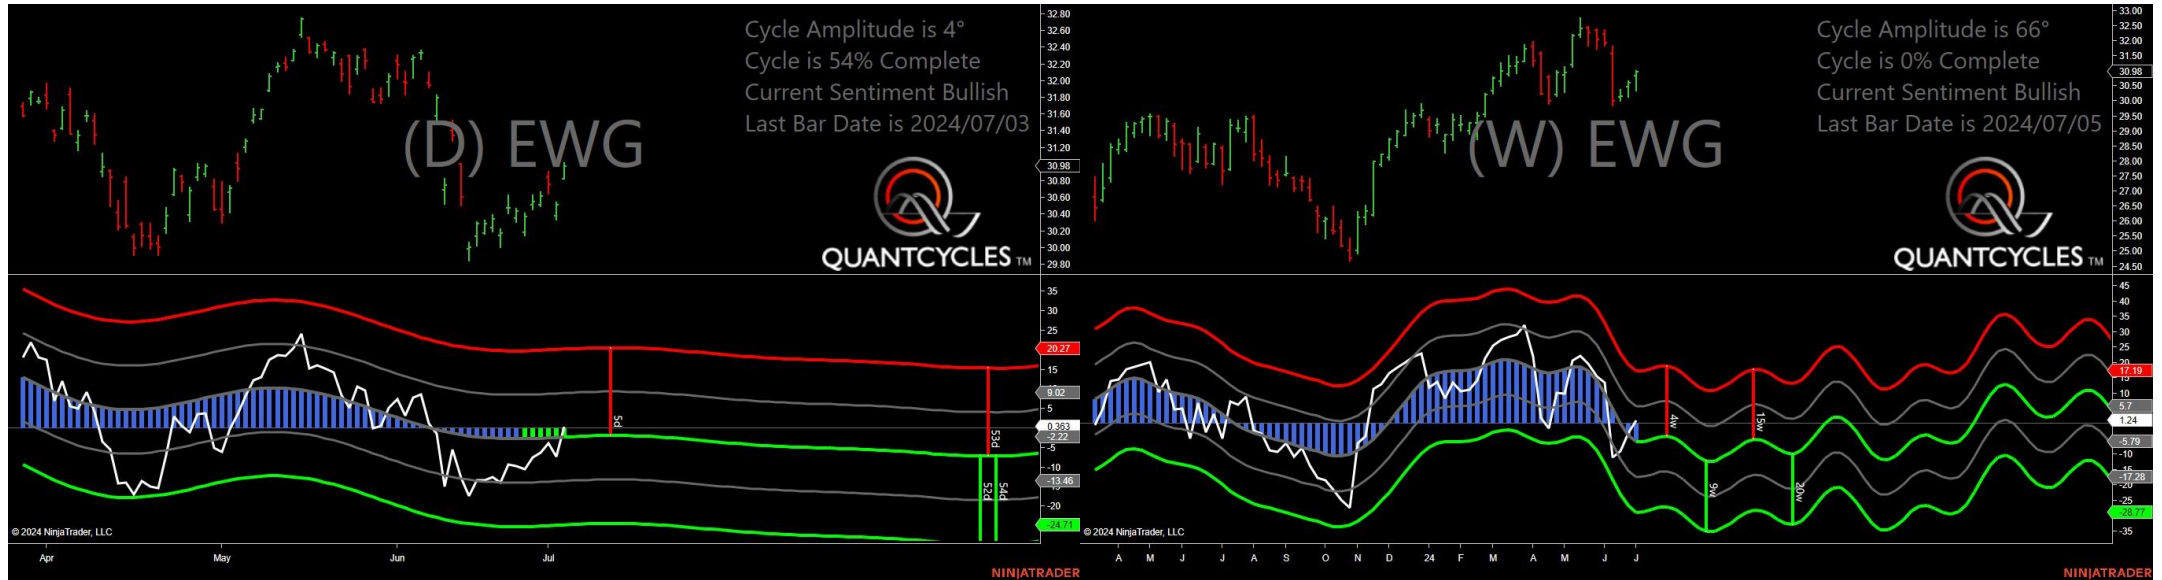 Cycle Amplitude is 4°
Cycle is 54% Complete
Current Sentiment Bullish
Last Bar Date is 2024/07/03
(D) EWG
QUANTCYCLES TM
32.80
32.60
32.40
32.20
32.00
31.80
31.60
31.40
31.20
30.98
30.80
30.60
30.40
30.20
30.00
29.80
35
30
25
20.27
15
9.02
5
0.363
-2.22
-5
-10
-13.46
-20
-24.71
5d
53d
52d
54d
© 2024 NinjaTrader, LLC
Apr May Jun Jul
NINJATRADER
Cycle Amplitude is 66°
Cycle is 0% Complete
Current Sentiment Bullish
Last Bar Date is 2024/07/05
(W) EWG
QUANTCYCLES TM
33.00
32.50
32.00
31.50
30.98
30.50
30.00
29.50
29.00
28.50
28.00
27.50
27.00
26.50
26.00
25.50
25.00
24.50
45
40
35
30
25
20
17.19
10
5.7
1.24
-5.79
-10
-17.28
-25
-28.77
-35
4w
15w
9w
20w
© 2024 NinjaTrader, LLC
A M J J A S O N D 24 F M A M J J
NINJATRADER